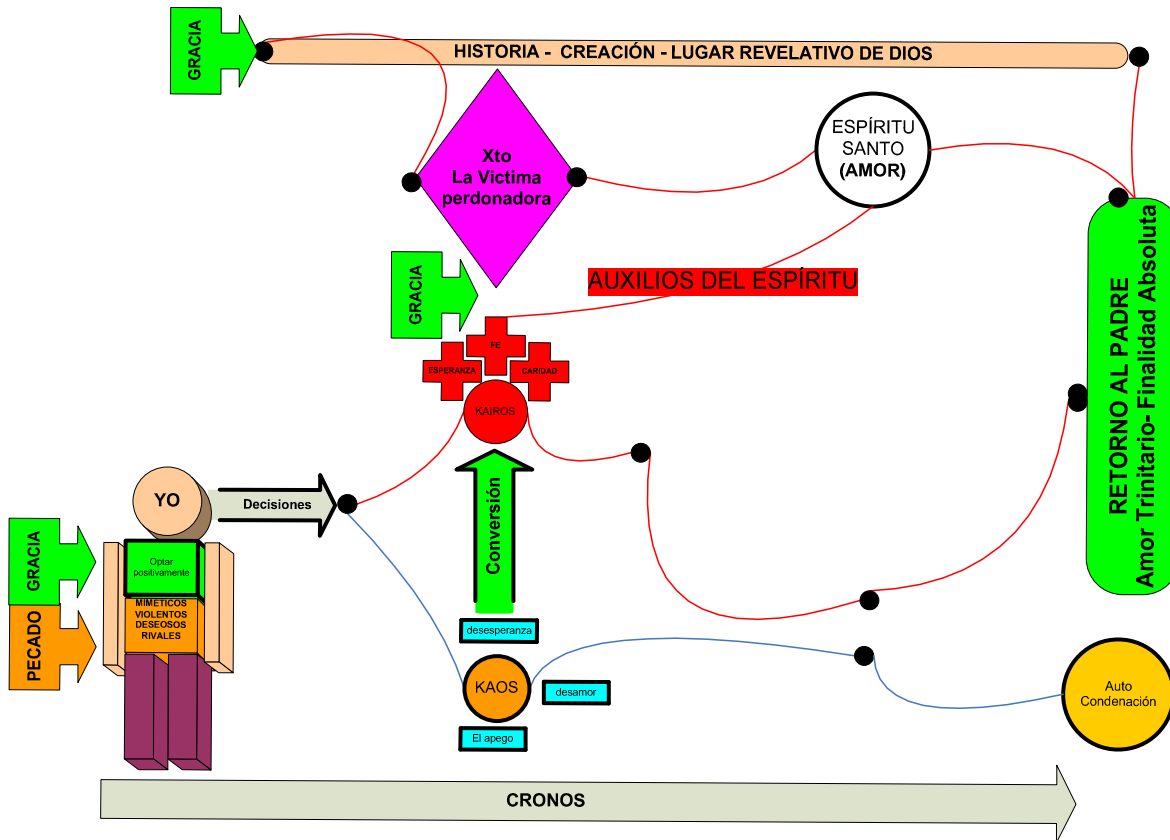 GRACIA
HISTORIA - CREACIÓN - LUGAR REVELATIVO DE DIOS
Xto
La Victima
perdonadora
ESPÍRITU
SANTO
(AMOR)
GRACIA
AUXILIOS DEL ESPÍRITU
FE
ESPERANZA
CARIDAD
KAIROS
RETORNO AL PADRE
Amor Trinitario- Finalidad Absoluta
YO
Decisiones
Conversión
GRACIA
Optar
positivamente
PECADO
MIMETICOS
VIOLENTOS
DESEOSOS
RIVALES
desesperanza
KAOS
desamor
El apego
Auto
Condenación
CRONOS